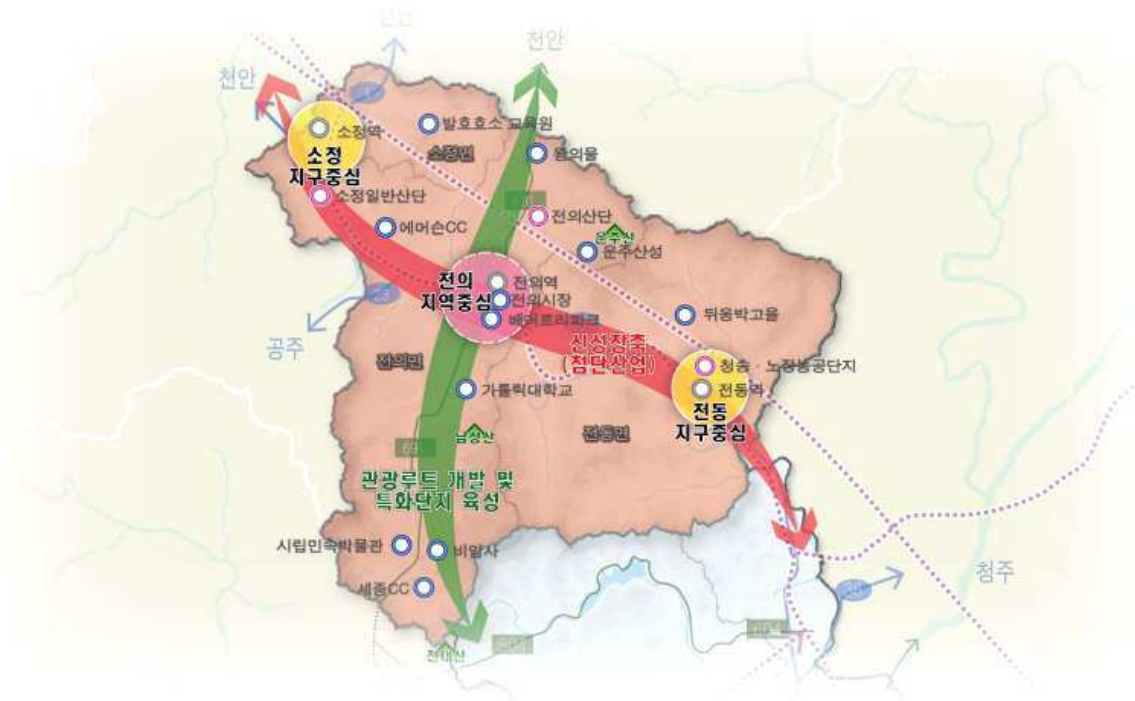 천안
천안
소정역
발효효소 교육원
소정
지구중심
소정면
왕의물
소정일반산단
전의산단
에머슨CC
운주산
운주산성
전의
지역중심
전의역
전의시장
베어트리파크
뒤웅박고을
공주
신성장축
(첨단산업)
전의면
청송·노장농공단지
전동역
가톨릭대학교
전동
지구중심
전동면
관광루트 개발 및
특화단지 육성
시립민속박물관
비암사
세종CC
청주